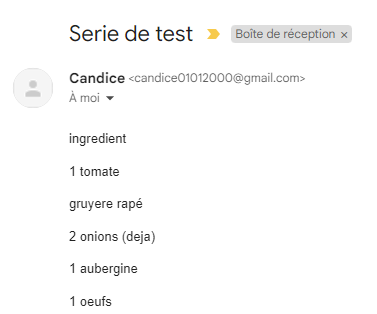 Serie de test
Boîte de réception ×
Candice <candice01012000@gmail.com>
À moi
ingredient
1 tomate
gruyere rapé
2 onions (deja)
1 aubergine
1 oeufs